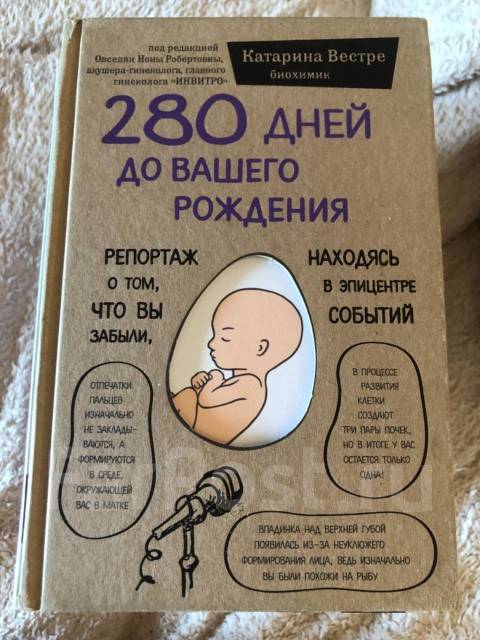 под редакцией
Овсепян Нонны Робертовны,
акушера-гинеколога, главного
гинеколога «ИНВИТРО»
Катарина Вестре
биохимик
280 ДНЕЙ
ДО ВАШЕГО
РОЖДЕНИЯ
РЕПОРТАЖ
О ТОМ,
ЧТО ВЫ
ЗАБЫЛИ,
НАХОДЯСЬ
В ЭПИЦЕНТРЕ
СОБЫТИЙ
ОТПЕЧАТКИ
ПАЛЬЦЕВ
ИЗНАЧАЛЬНО
НЕ ЗАКЛАДЫ-
ВАЮТСЯ, А
ФОРМИРУЮТСЯ
В СРЕДЕ,
ОКРУЖАЮЩЕЙ
ВАС В МАТКЕ
В ПРОЦЕССЕ
РАЗВИТИЯ
КЛЕТКИ
СОЗДАЮТ
ТРИ ПАРЫ ПОЧЕК,
НО В ИТОГЕ У ВАС
ОСТАЕТСЯ ТОЛЬКО
ОДНА!
ВПАДИНКА НАД ВЕРХНЕЙ ГУБОЙ
ПОЯВИЛАСЬ ИЗ-ЗА НЕУКЛЮЖЕГО
ФОРМИРОВАНИЯ ЛИЦА, ВЕДЬ ИЗНАЧАЛЬНО
ВЫ БЫЛИ ПОХОЖИ НА РЫБУ